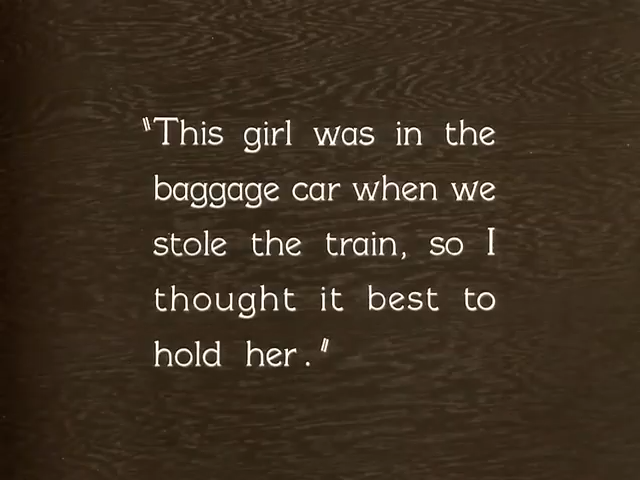 "This girl was in the
baggage car when we
stole the train, so I
thought it best to
hold her."